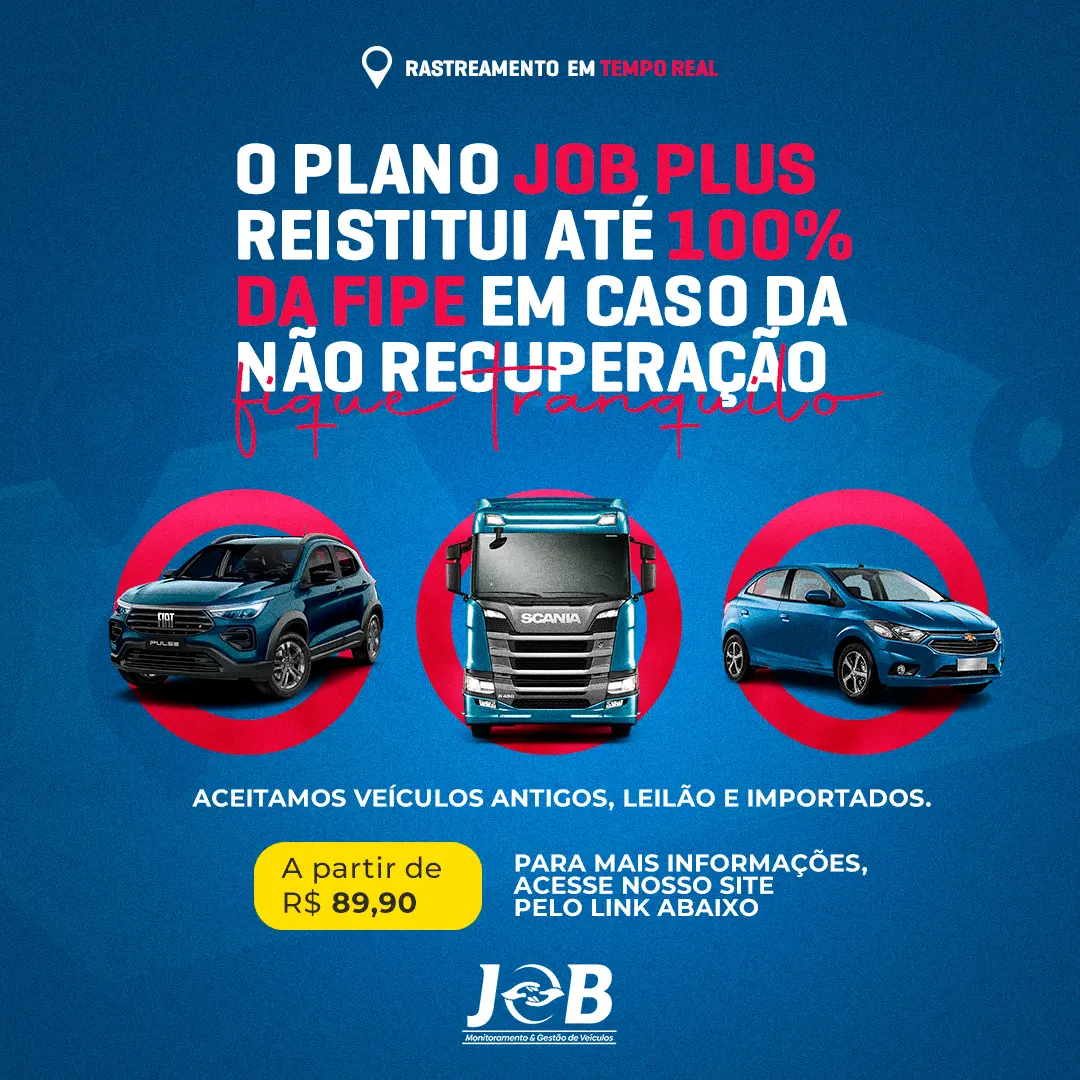 RASTREAMENTO EM TEMPO REAL
O PLANO JOB PLUS
REISTITUI ATÉ 100%
DA FIPE EM CASO DA
NÃO RECUPERAÇÃO
fique tranquilo
FIAT
PULSE
SCANIA
R 450
ACEITAMOS VEÍCULOS ANTIGOS, LEILÃO E IMPORTADOS.
A partir de
R$ 89,90
PARA MAIS INFORMAÇÕES,
ACESSE NOSSO SITE
PELO LINK ABAIXO
JOB
Monitoramento & Gestão de Veículos